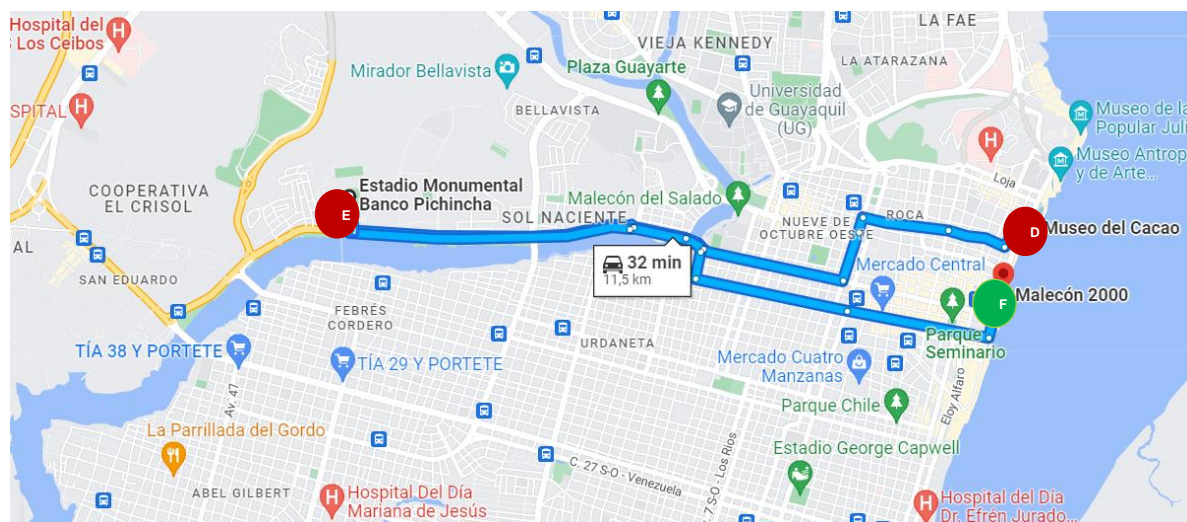 Hospital del
Los Ceibos
H
SPITAL
H
COOPERATIVA
EL CRISOL
AL
SAN EDUARDO
Mirador Bellavista
BELLAVISTA
VIEJA KENNEDY
Plaza Guayarte
Universidad
de Guayaquil
(UG)
LA FAE
LA ATARAZANA
Museo de la
Popular Juli
H
Museo Antrop
y de Arte...
Loja
E
Estadio Monumental
Banco Pichincha
SOL NACIENTE
Malecón del Salado
NUEVE DE
OCTUBRE OESTE
ROCA
D
Museo del Cacao
32 min
11,5 km
Mercado Central
F
Malecón 2000
Parque
Seminario
FEBRÉS
CORDERO
URDANETA
TÍA 38 Y PORTETE
TÍA 29 Y PORTETE
Av. 47
Mercado Cuatro
Manzanas
Parque Chile
Eloy Alfaro
La Parrillada del Gordo
ABEL GILBERT
H
Hospital Del Día
Mariana de Jesús
C. 27 S-O - Venezuela
C. 7 S-O - Los Ríos
Estadio George Capwell
H
Hospital del Día
Dr. Efrén Jurado...